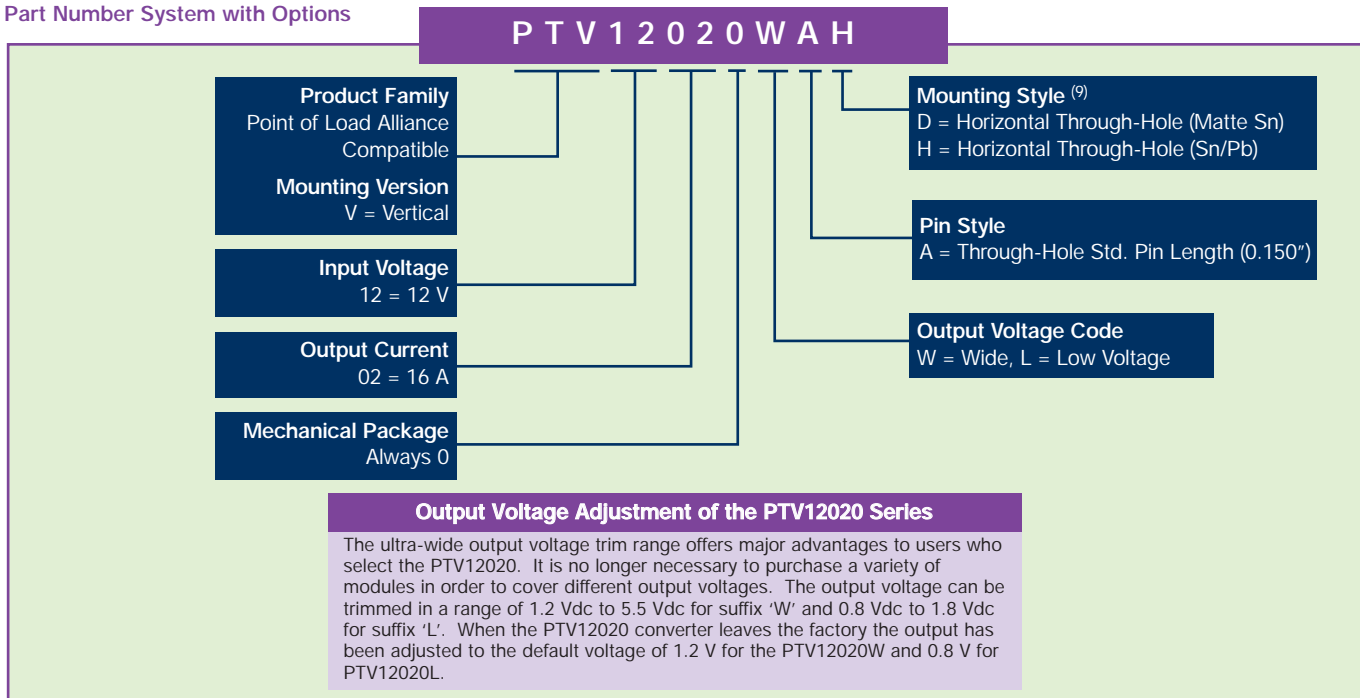 Part Number System with Options
PTV12020WAH
Product Family
Point of Load Alliance
Compatible
Mounting Version
V = Vertical
Input Voltage
12 = 12 V
Output Current
02 = 16 A
Mechanical Package
Always 0
Mounting Style (9)
D = Horizontal Through-Hole (Matte Sn)
H = Horizontal Through-Hole (Sn/Pb)
Pin Style
A = Through-Hole Std. Pin Length (0.150”)
Output Voltage Code
W = Wide, L = Low Voltage
Output Voltage Adjustment of the PTV12020 Series
The ultra-wide output voltage trim range offers major advantages to users who
select the PTV12020. It is no longer necessary to purchase a variety of
modules in order to cover different output voltages. The output voltage can be
trimmed in a range of 1.2 Vdc to 5.5 Vdc for suffix ‘W’ and 0.8 Vdc to 1.8 Vdc
for suffix ‘L’. When the PTV12020 converter leaves the factory the output has
been adjusted to the default voltage of 1.2 V for the PTV12020W and 0.8 V for
PTV12020L.